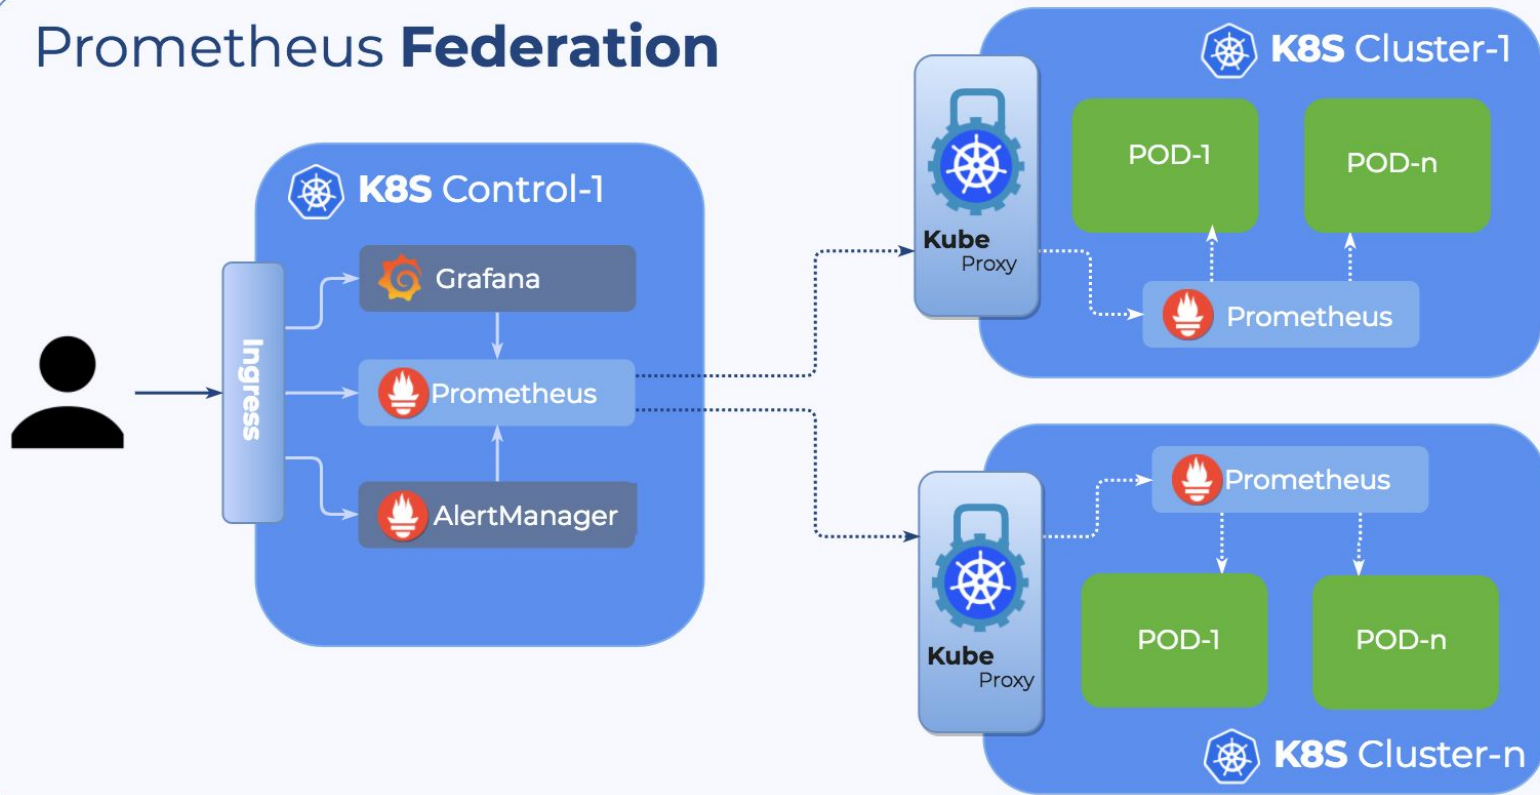 Prometheus Federation
K8S Control-1
Ingress
Grafana
Prometheus
AlertManager
K8S Cluster-1
Kube
Proxy
POD-1
POD-n
Prometheus
Kube
Proxy
Prometheus
POD-1
POD-n
K8S Cluster-n